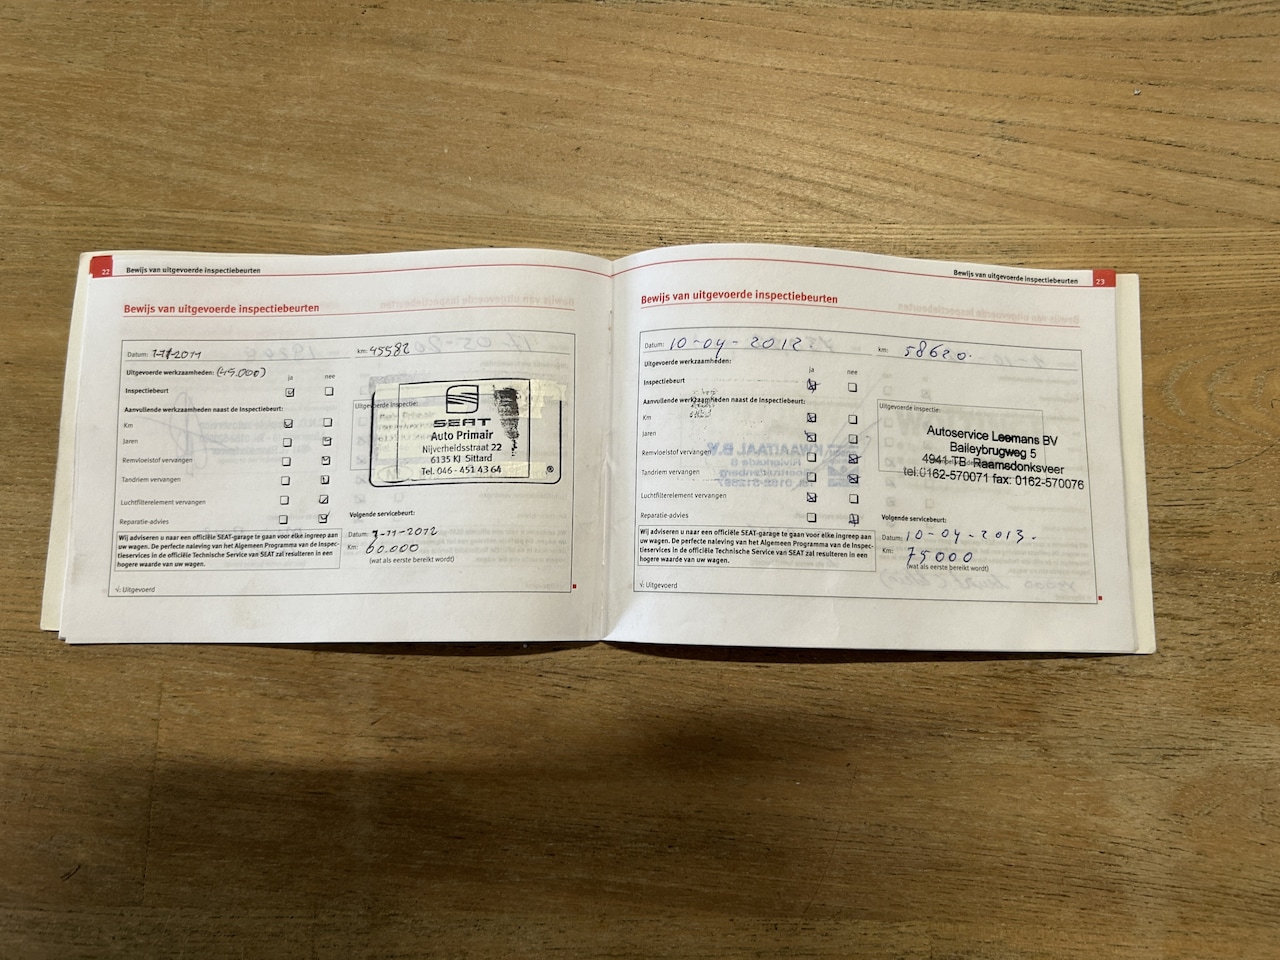 22 Bewijs van uitgevoerde inspectiebeurten
Bewijs van uitgevoerde inspectiebeurten
Datum: 7-11-2011 km: 45582
Uitgevoerde werkzaamheden: (45.000)
ja nee
Inspectiebeurt
Aanvullende werkzaamheden naast de Inspectiebeurt:
Km
Jaren
Remvloeistof vervangen
Tandriem vervangen
Luchtfilterelement vervangen
Reparatie-advies
Uitgevoerde inspectie:
SEAT
Auto Primair
Nijverheidsstraat 22
6135 KJ Sittard
Tel. 046 - 451 43 64
®
Volgende servicebeurt:
Datum: 7-11-2012
Km: 60.000
(wat als eerste bereikt wordt)
Wij adviseren u naar een officiële SEAT-garage te gaan voor elke ingreep aan
uw wagen. De perfecte naleving van het Algemeen Programma van de Inspec-
tieservices in de officiële Technische Service van SEAT zal resulteren in een
hogere waarde van uw wagen.
√: Uitgevoerd
Bewijs van uitgevoerde inspectiebeurten 23
Bewijs van uitgevoerde inspectiebeurten
Datum: 10-04-2012 km: 58620.
Uitgevoerde werkzaamheden:
ja nee
Inspectiebeurt
Aanvullende werkzaamheden naast de Inspectiebeurt:
Km
Jaren
Remvloeistof vervangen
Tandriem vervangen
Luchtfilterelement vervangen
Reparatie-advies
Uitgevoerde inspectie:
Autoservice Leemans BV
Baileybrugweg 5
4941 TB Raamsdonksveer
tel.0162-570071 fax: 0162-570076
Volgende servicebeurt:
Datum: 10-04-2013.
Km: 75000
(wat als eerste bereikt wordt)
Wij adviseren u naar een officiële SEAT-garage te gaan voor elke ingreep aan
uw wagen. De perfecte naleving van het Algemeen Programma van de Inspec-
tieservices in de officiële Technische Service van SEAT zal resulteren in een
hogere waarde van uw wagen.
√: Uitgevoerd